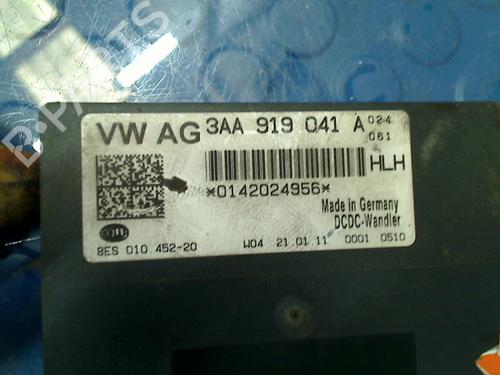 VW AG 3AA 919 041 A 024
061
HLH
*0142024956*
Made in Germany
DCDC-Wandler
8ES 010.452-20 W04 21.01.11 0001 0510
B-PARTS